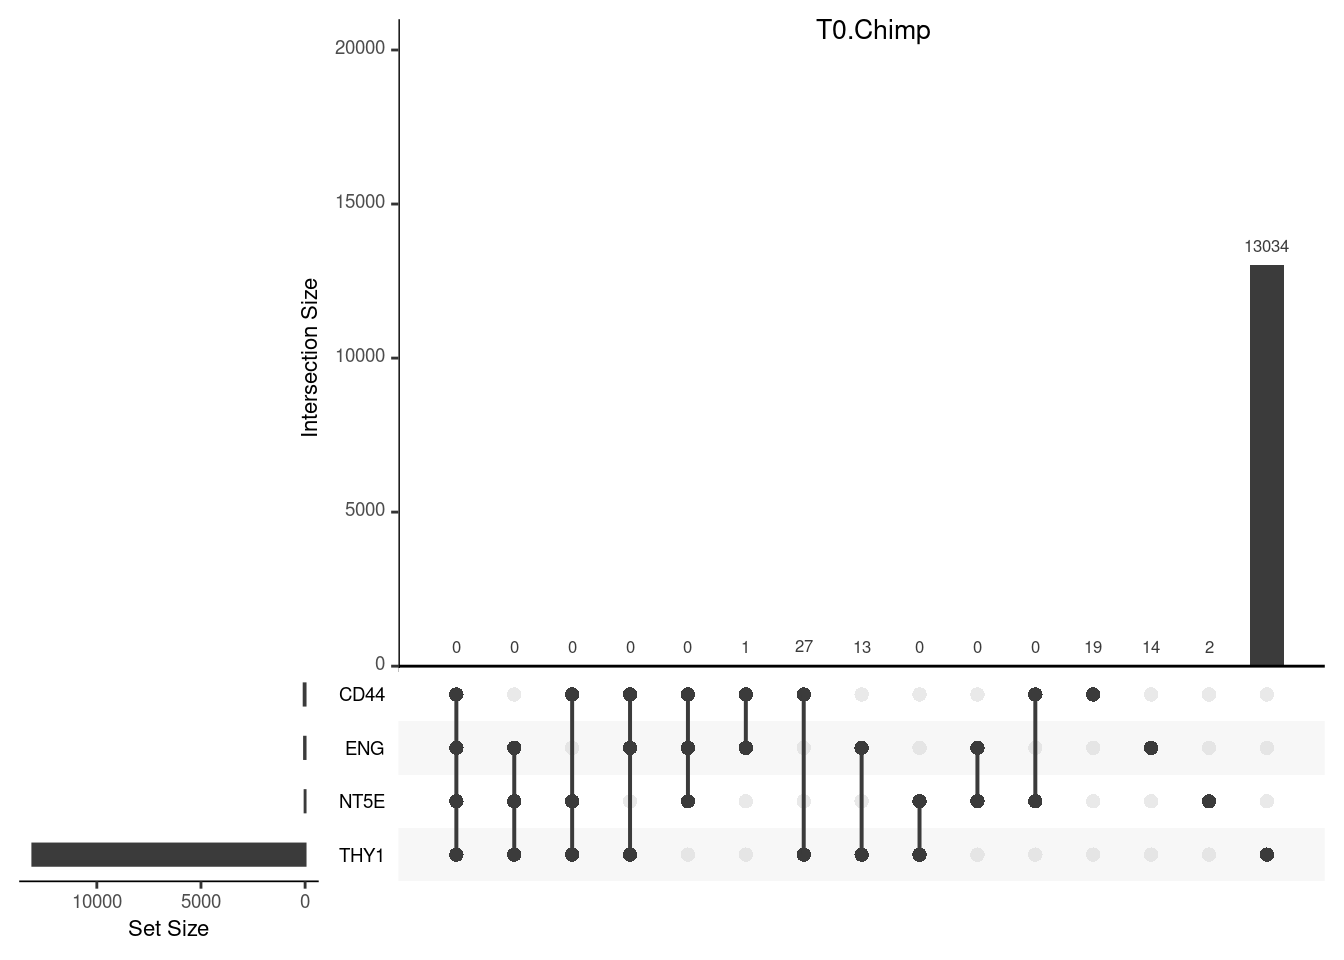 T0.Chimp
20000
15000
10000
5000
0
Intersection Size
13034
0 0 0 0 0 1 27 13 0 0 0 19 14 2
CD44
ENG
NT5E
THY1
10000 5000 0
Set Size